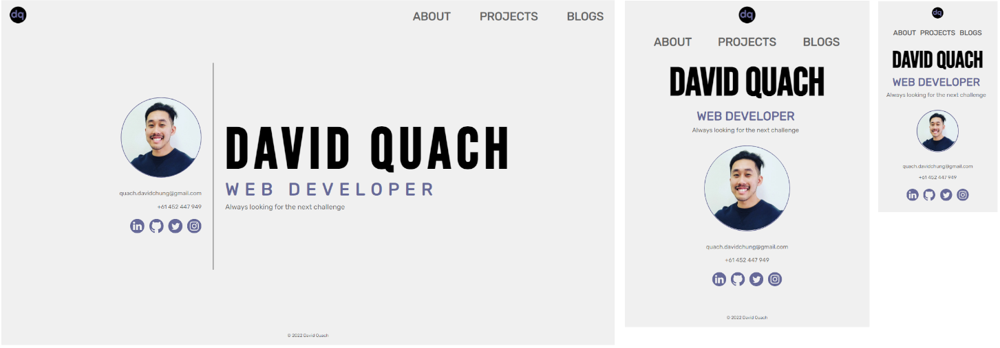 dq
ABOUT PROJECTS BLOGS
quach.davidchung@gmail.com
+61 452 447 949
in
DAVID QUACH
WEB DEVELOPER
Always looking for the next challenge
© 2022 David Quach
dq
ABOUT PROJECTS BLOGS
DAVID QUACH
WEB DEVELOPER
Always looking for the next challenge
quach.davidchung@gmail.com
+61 452 447 949
in
© 2022 David Quach
dq
ABOUT PROJECTS BLOGS
DAVID QUACH
WEB DEVELOPER
Always looking for the next challenge
quach.davidchung@gmail.com
+61 452 447 949
in